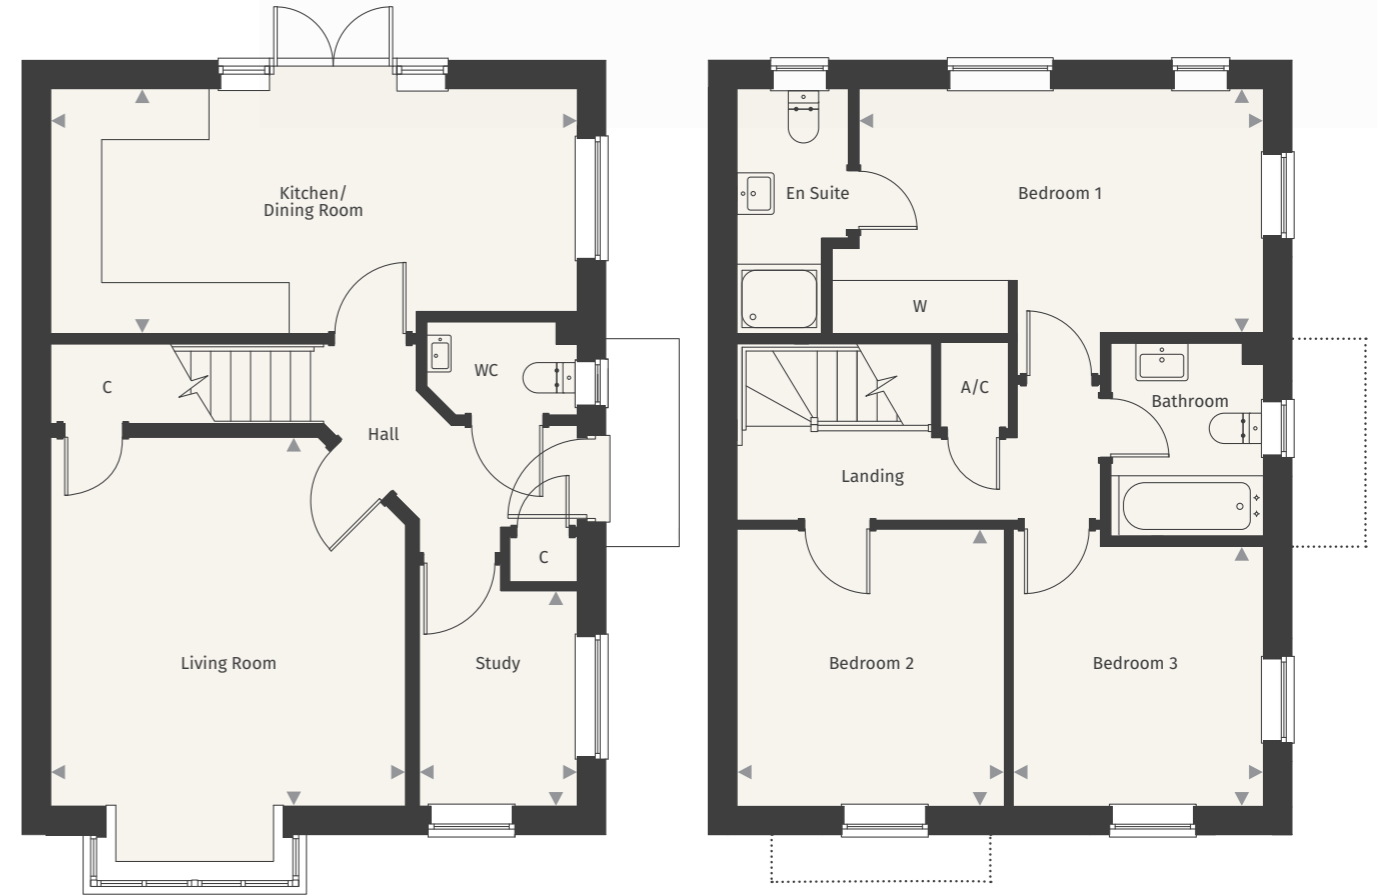 Kitchen/
Dining Room
C
WC
Hall
C
Living Room
Study
En Suite
Bedroom 1
W
A/C
Bathroom
Landing
Bedroom 2
Bedroom 3